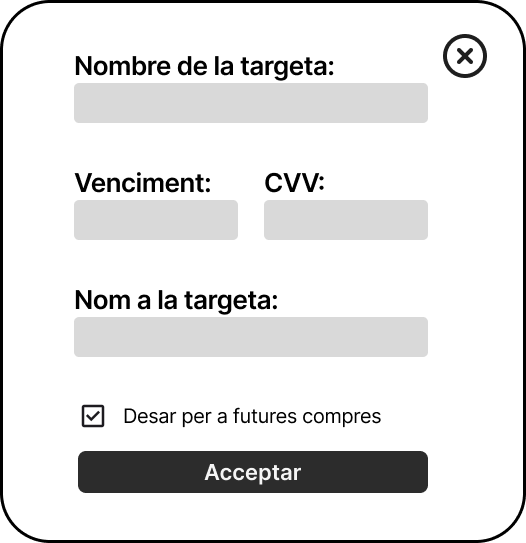 Nombre de la targeta:
Venciment:
CVV:
Nom a la targeta:
Desar per a futures compres
Acceptar